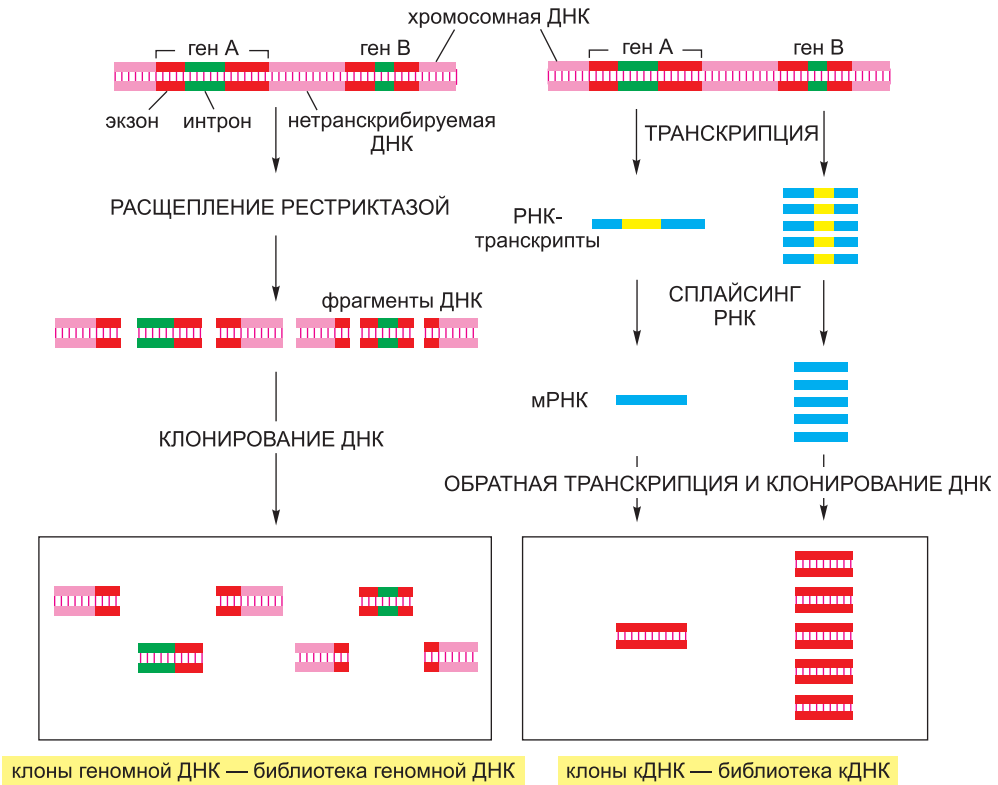 хромосомная ДНК
ген А
ген В
ген А
ген В
экзон
интрон
нетранскрибируемая
ДНК
ТРАНСКРИПЦИЯ
РАСЩЕПЛЕНИЕ РЕСТРИКТАЗОЙ
РНК-
транскрипты
фрагменты ДНК
СПЛАЙСИНГ
РНК
мРНК
КЛОНИРОВАНИЕ ДНК
ОБРАТНАЯ ТРАНСКРИПЦИЯ И КЛОНИРОВАНИЕ ДНК
клоны геномной ДНК — библиотека геномной ДНК
клоны кДНК — библиотека кДНК